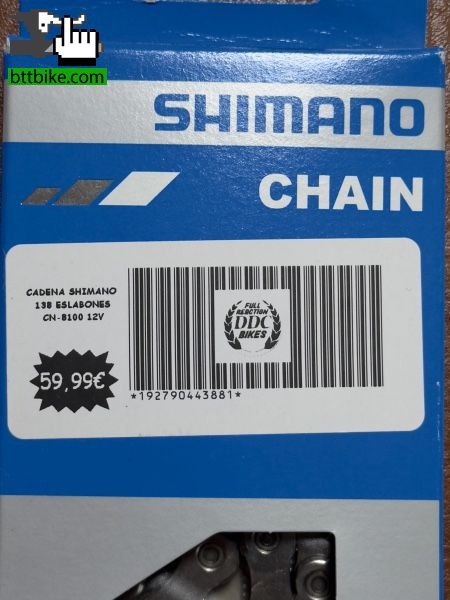 bttbike.com
SHIMANO
CHAIN
CADENA SHIMANO
138 ESLABONES
CN-8100 12V
59,99€
FULL
REACTION
DDC
BIKES
*192790443881*